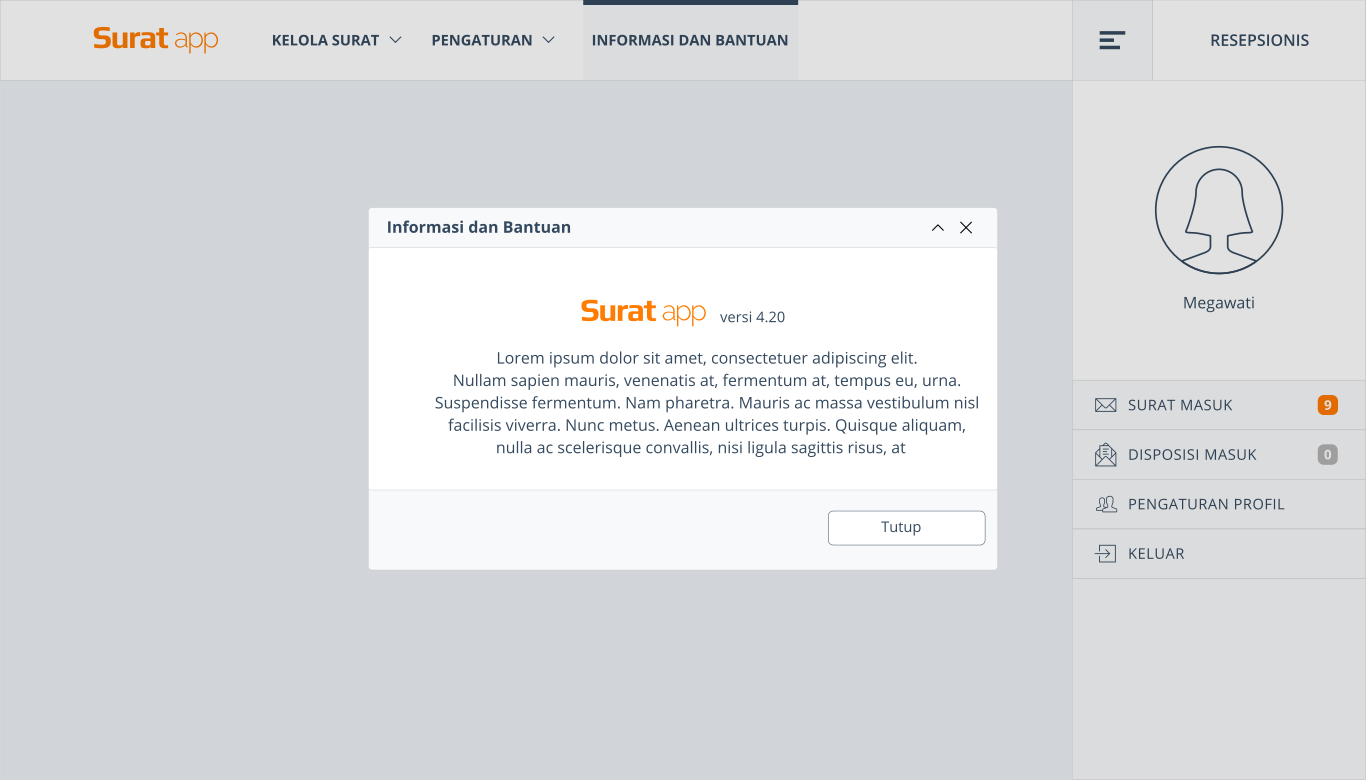 Surat app
KELOLA SURAT
PENGATURAN
INFORMASI DAN BANTUAN
RESEPSIONIS
Informasi dan Bantuan
Surat app versi 4.20
Lorem ipsum dolor sit amet, consectetuer adipiscing elit.
Nullam sapien mauris, venenatis at, fermentum at, tempus eu, urna.
Suspendisse fermentum. Nam pharetra. Mauris ac massa vestibulum nisl
facilisis viverra. Nunc metus. Aenean ultrices turpis. Quisque aliquam,
nulla ac scelerisque convallis, nisi ligula sagittis risus, at
Tutup
Megawati
SURAT MASUK 9
DISPOSISI MASUK 0
PENGATURAN PROFIL
KELUAR